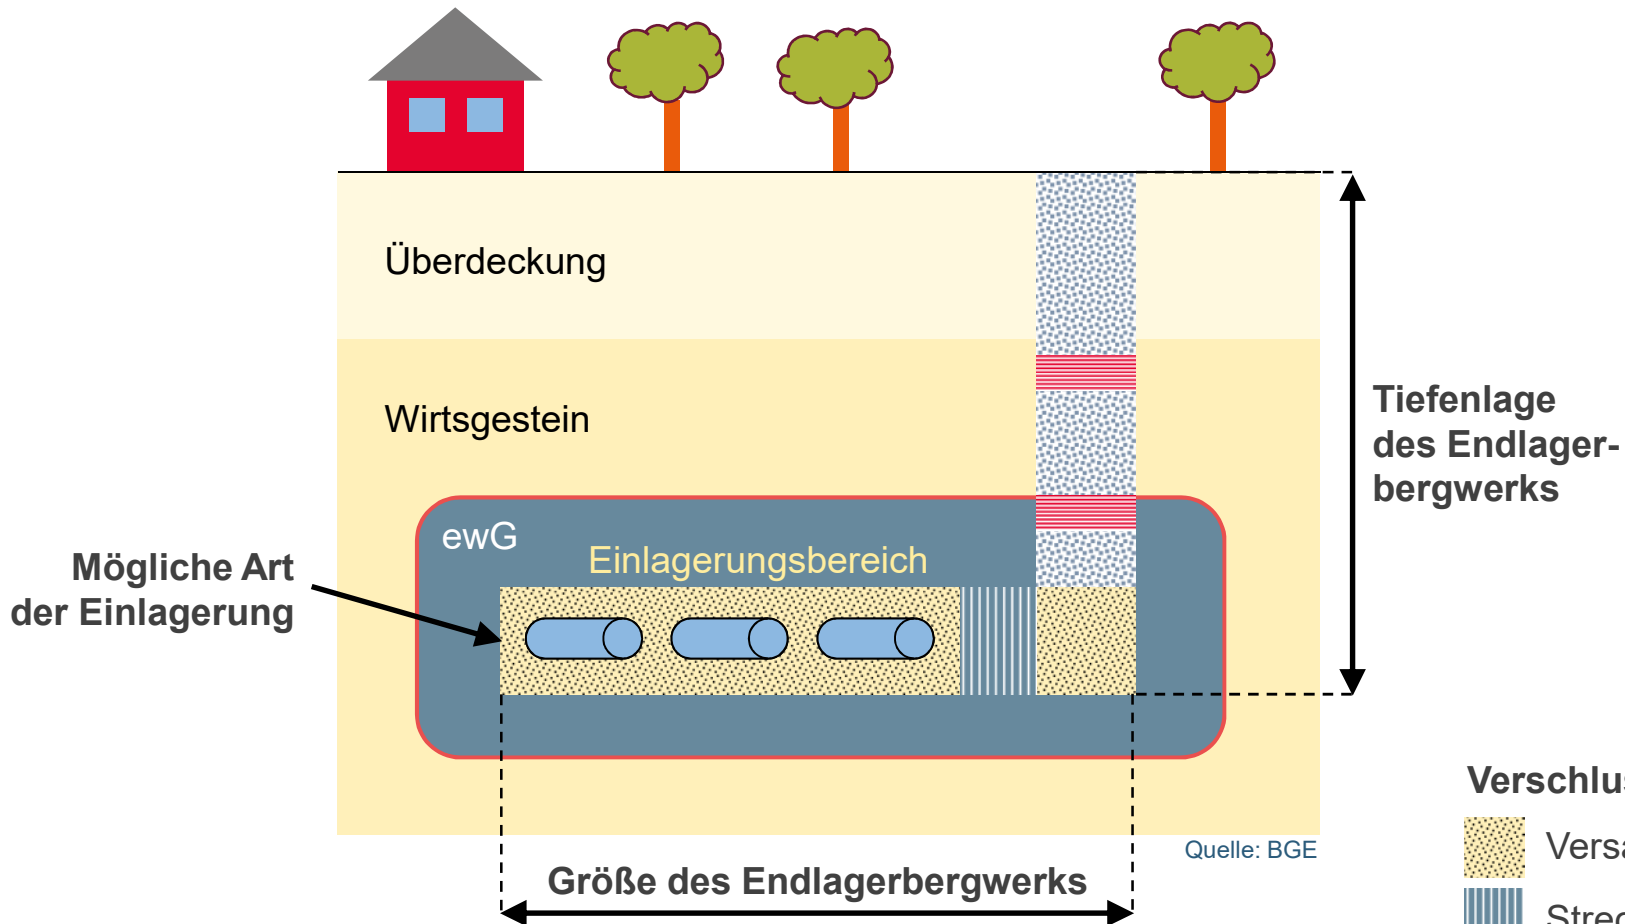 Überdeckung
Wirtsgestein
Tiefenlage
des Endlager-
bergwerks
ewG
Einlagerungsbereich
Mögliche Art
der Einlagerung
Quelle: BGE
Größe des Endlagerbergwerks